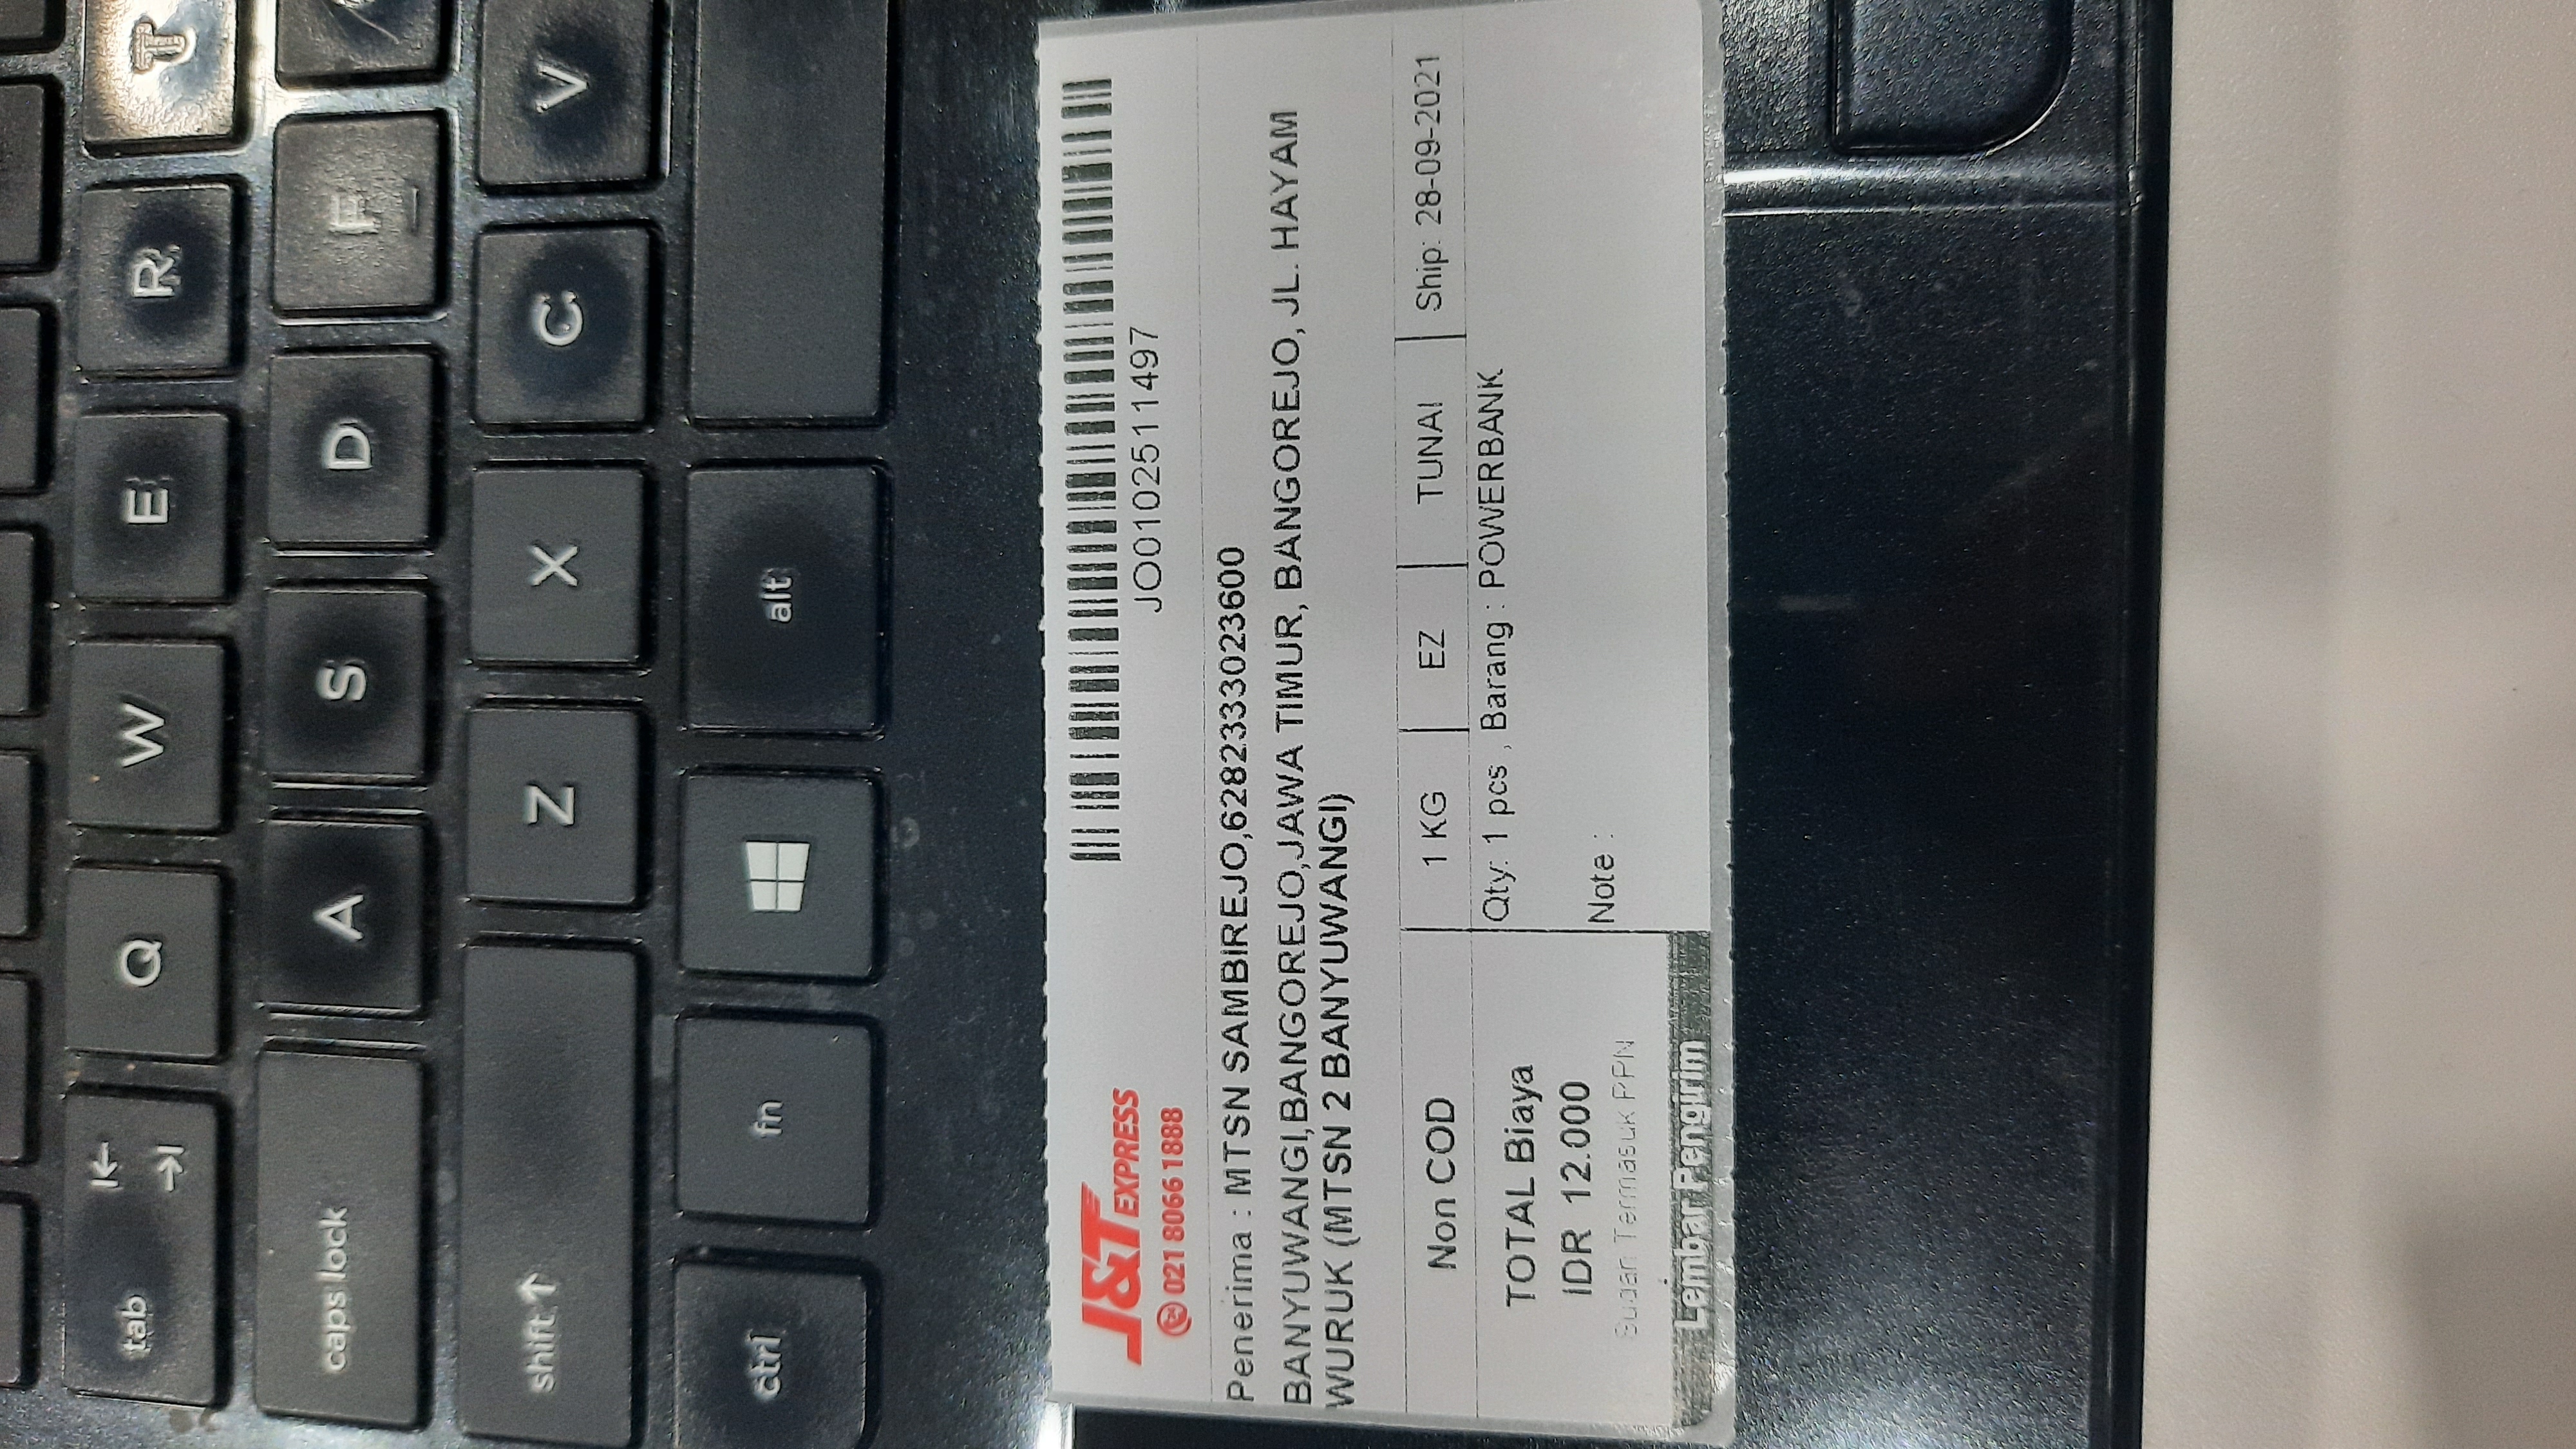 tab
Q W E R T
caps lock A S D F
shift Z X C V
ctrl fn alt
J&T EXPRESS
021 8066 1888
JO0102511497
Penerima : MTSN SAMBIREJO,6282333023600
BANYUWANGI,BANGOREJO,JAWA TIMUR, BANGOREJO, JL. HAYAM
WURUK (MTSN 2 BANYUWANGI)
Non COD 1 KG EZ TUNAI Ship: 28-09-2021
Qty: 1 pcs , Barang : POWERBANK
TOTAL Biaya
IDR 12.000
Note :
Sudah Termasuk PPN
Lembar Pengirim